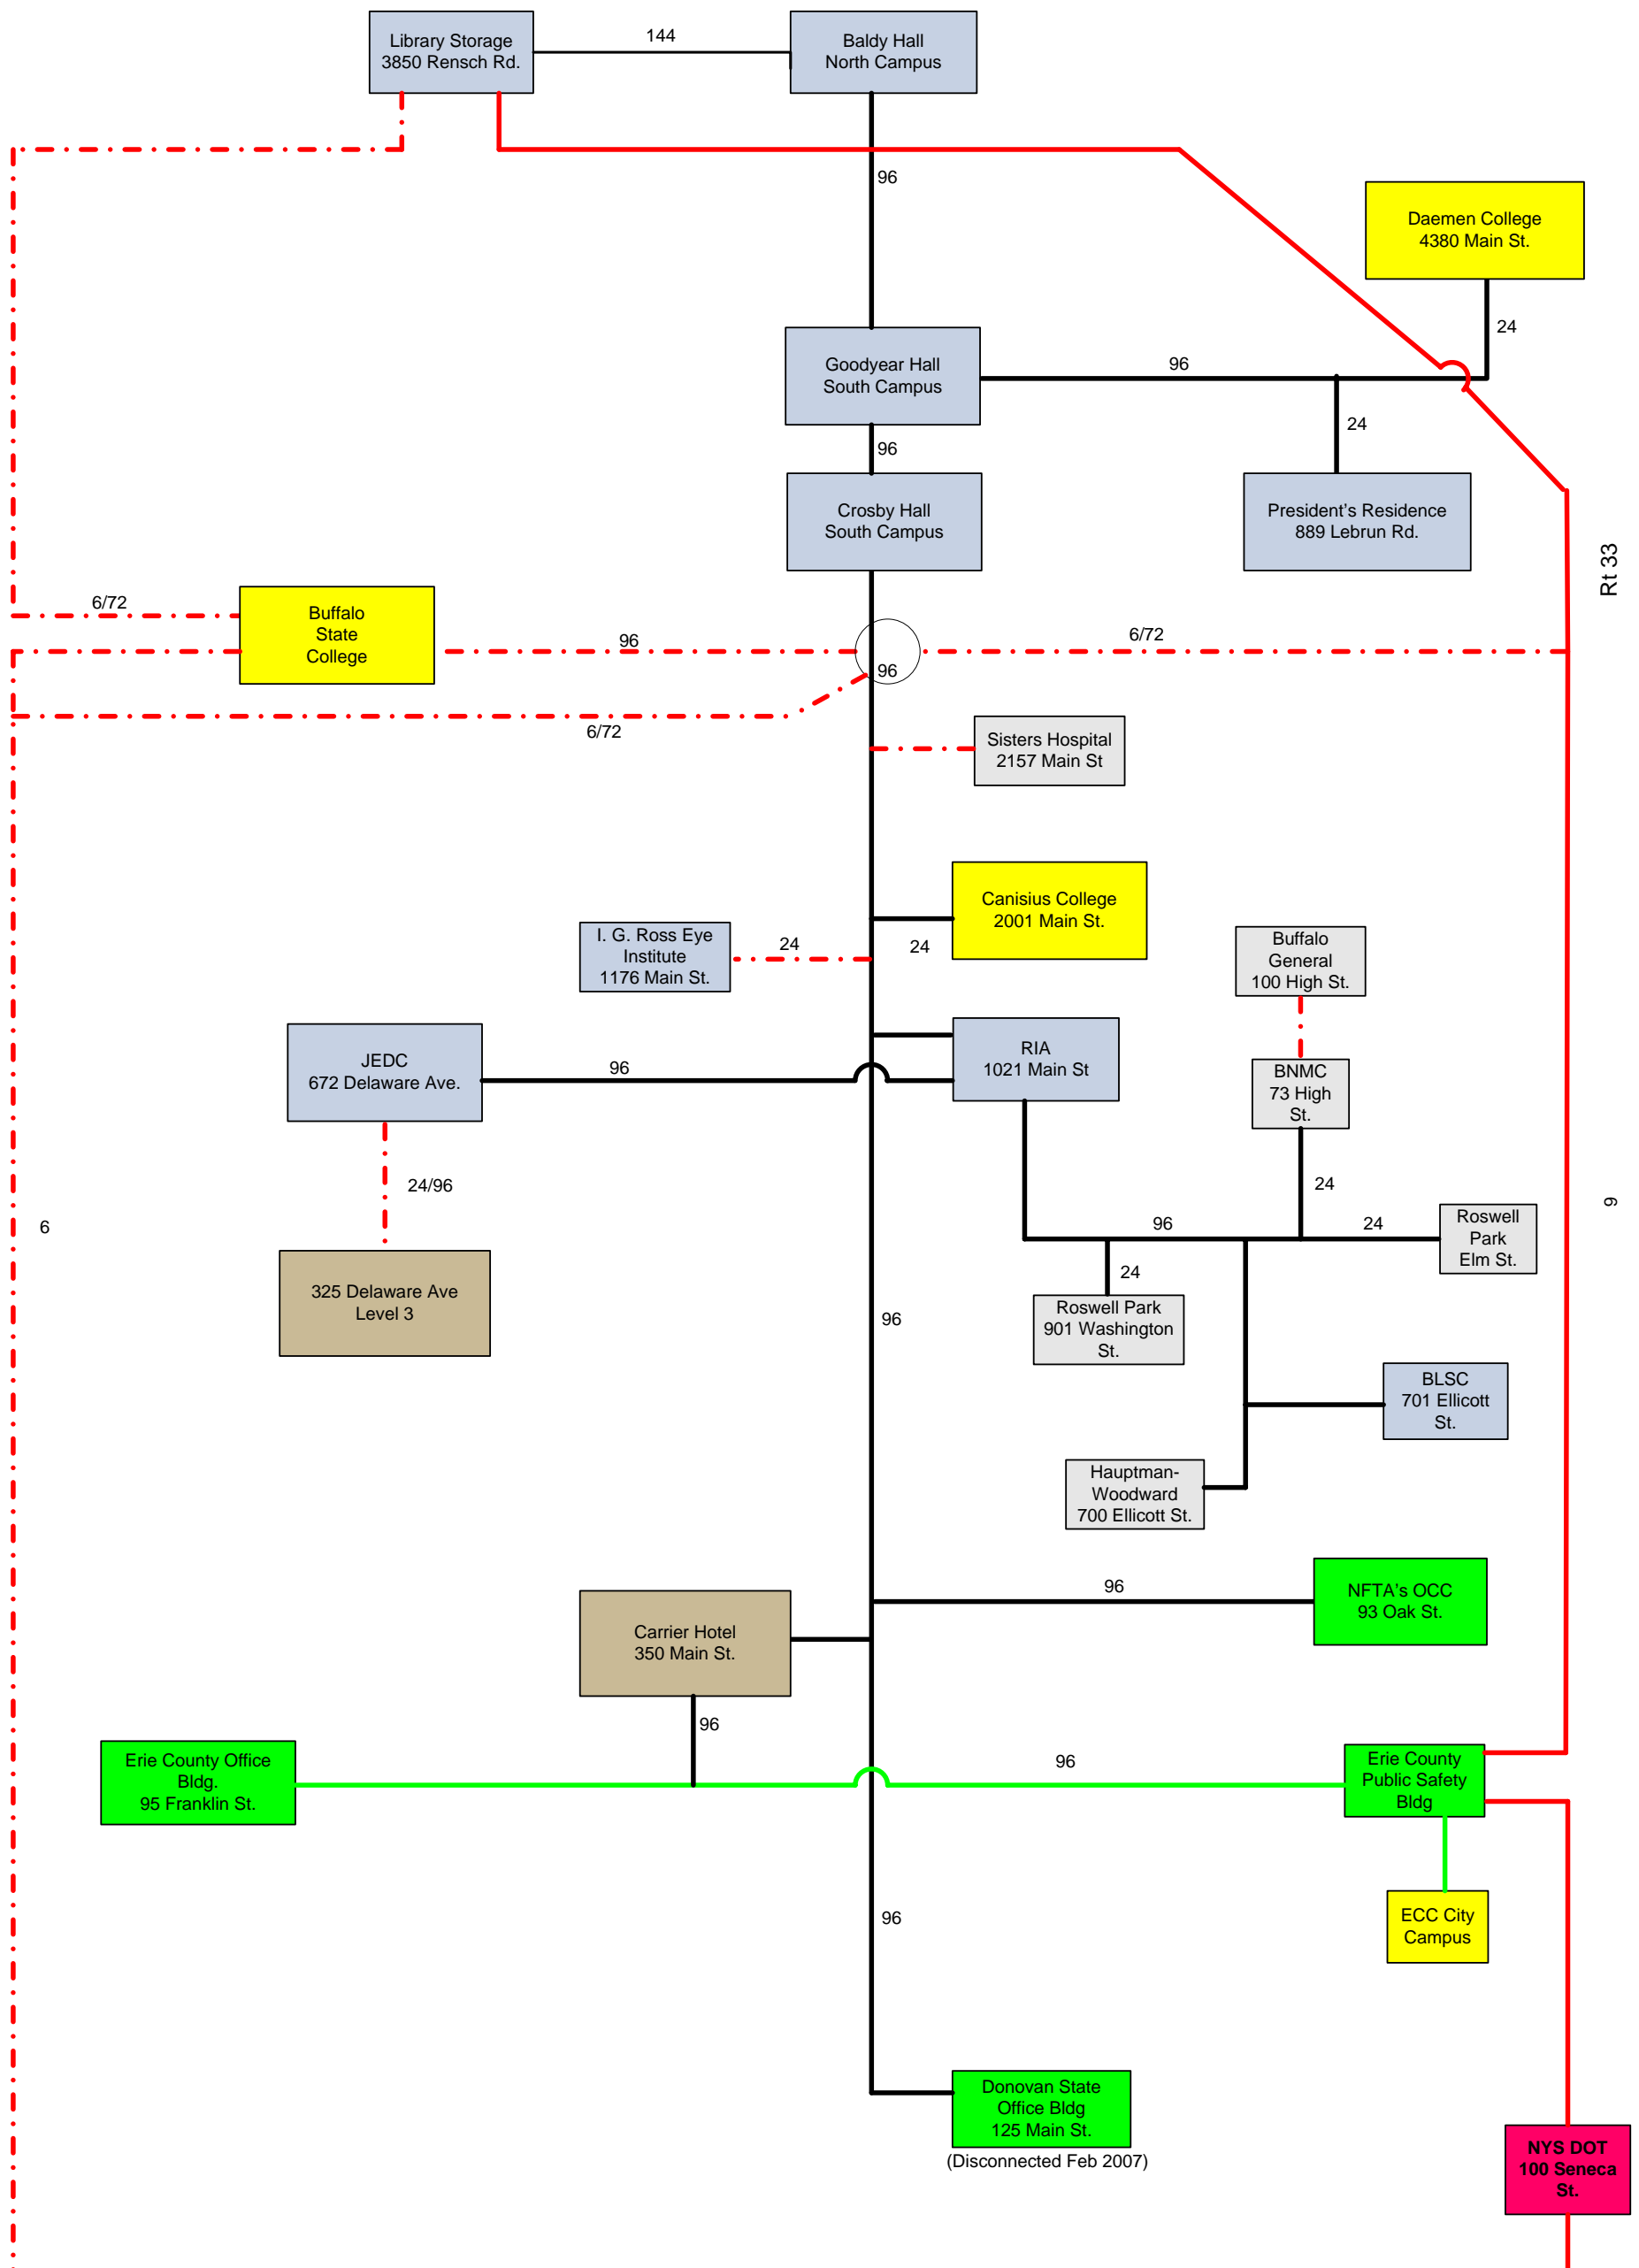 Library Storage
3850 Rensch Rd.
144
Baldy Hall
North Campus
96
Daemen College
4380 Main St.
24
Goodyear Hall
South Campus
96
24
96
Crosby Hall
South Campus
President's Residence
889 Lebrun Rd.
Rt 33
6/72
Buffalo
State
College
96
6/72
96
6/72
Sisters Hospital
2157 Main St
Canisius College
2001 Main St.
I. G. Ross Eye
Institute
1176 Main St.
24
24
Buffalo
General
100 High St.
JEDC
672 Delaware Ave.
96
RIA
1021 Main St
BNMC
73 High
St.
24/96
24
6
96
24
Roswell
Park
Elm St.
6
24
325 Delaware Ave
Level 3
Roswell Park
901 Washington
St.
96
BLSC
701 Ellicott
St.
Hauptman-
Woodward
700 Ellicott St.
96
NFTA's OCC
93 Oak St.
Carrier Hotel
350 Main St.
96
Erie County Office
Bldg.
95 Franklin St.
96
Erie County
Public Safety
Bldg
ECC City
Campus
96
Donovan State
Office Bldg
125 Main St.
(Disconnected Feb 2007)
NYS DOT
100 Seneca
St.